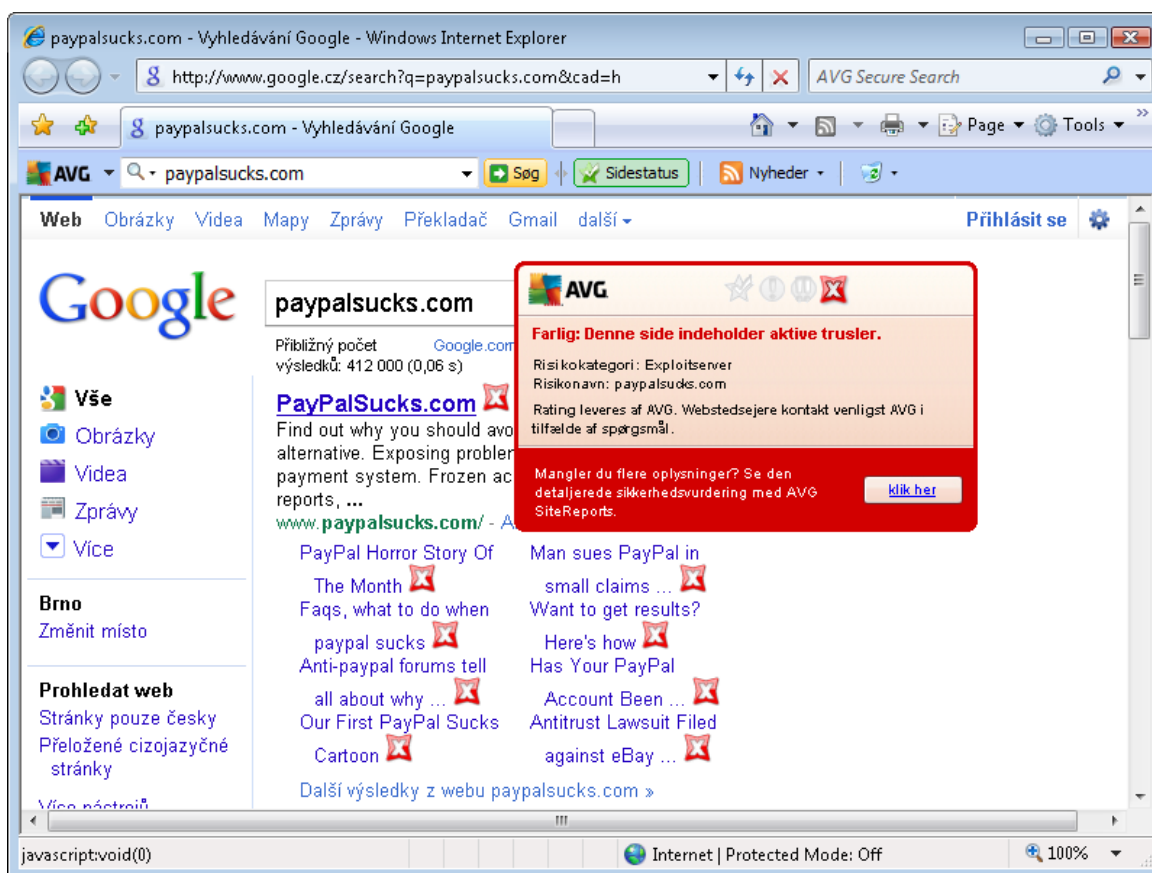 paypalsucks.com - Vyhledávání Google - Windows Internet Explorer
http://www.google.cz/search?q=paypalsucks.com&cad=h
AVG Secure Search
paypalsucks.com - Vyhledávání Google
Page
Tools
AVG
paypalsucks.com
Søg
Sidestatus
Nyheder
Web Obrázky Videa Mapy Zprávy Překladač Gmail další
Přihlásit se
Google
paypalsucks.com
Přibližný počet
výsledků: 412 000 (0,06 s)
Google.com
Vše
Obrázky
Videa
Zprávy
Více
Brno
Změnit místo
Prohledat web
Stránky pouze česky
Přeložené cizojazyčné
stránky
Více nástrojů
PayPalSucks.com
Find out why you should avo
alternative. Exposing problem
payment system. Frozen ac
reports, ...
www.paypalsucks.com/ - A
PayPal Horror Story Of
The Month
Faqs, what to do when
paypal sucks
Anti-paypal forums tell
all about why ...
Our First PayPal Sucks
Cartoon
Man sues PayPal in
small claims ...
Want to get results?
Here's how
Has Your PayPal
Account Been ...
Antitrust Lawsuit Filed
against eBay ...
Další výsledky z webu paypalsucks.com »
AVG
Farlig: Denne side indeholder aktive trusler.
Risikokategori: Exploitserver
Risikonavn: paypalsucks.com
Rating leveres af AVG. Webstedsejere kontakt venligst AVG i
tilfælde af spørgsmål.
Mangler du flere oplysninger? Se den
detaljerede sikkerhedsvurdering med AVG
SiteReports.
klik her
javascript:void(0)
Internet | Protected Mode: Off
100%